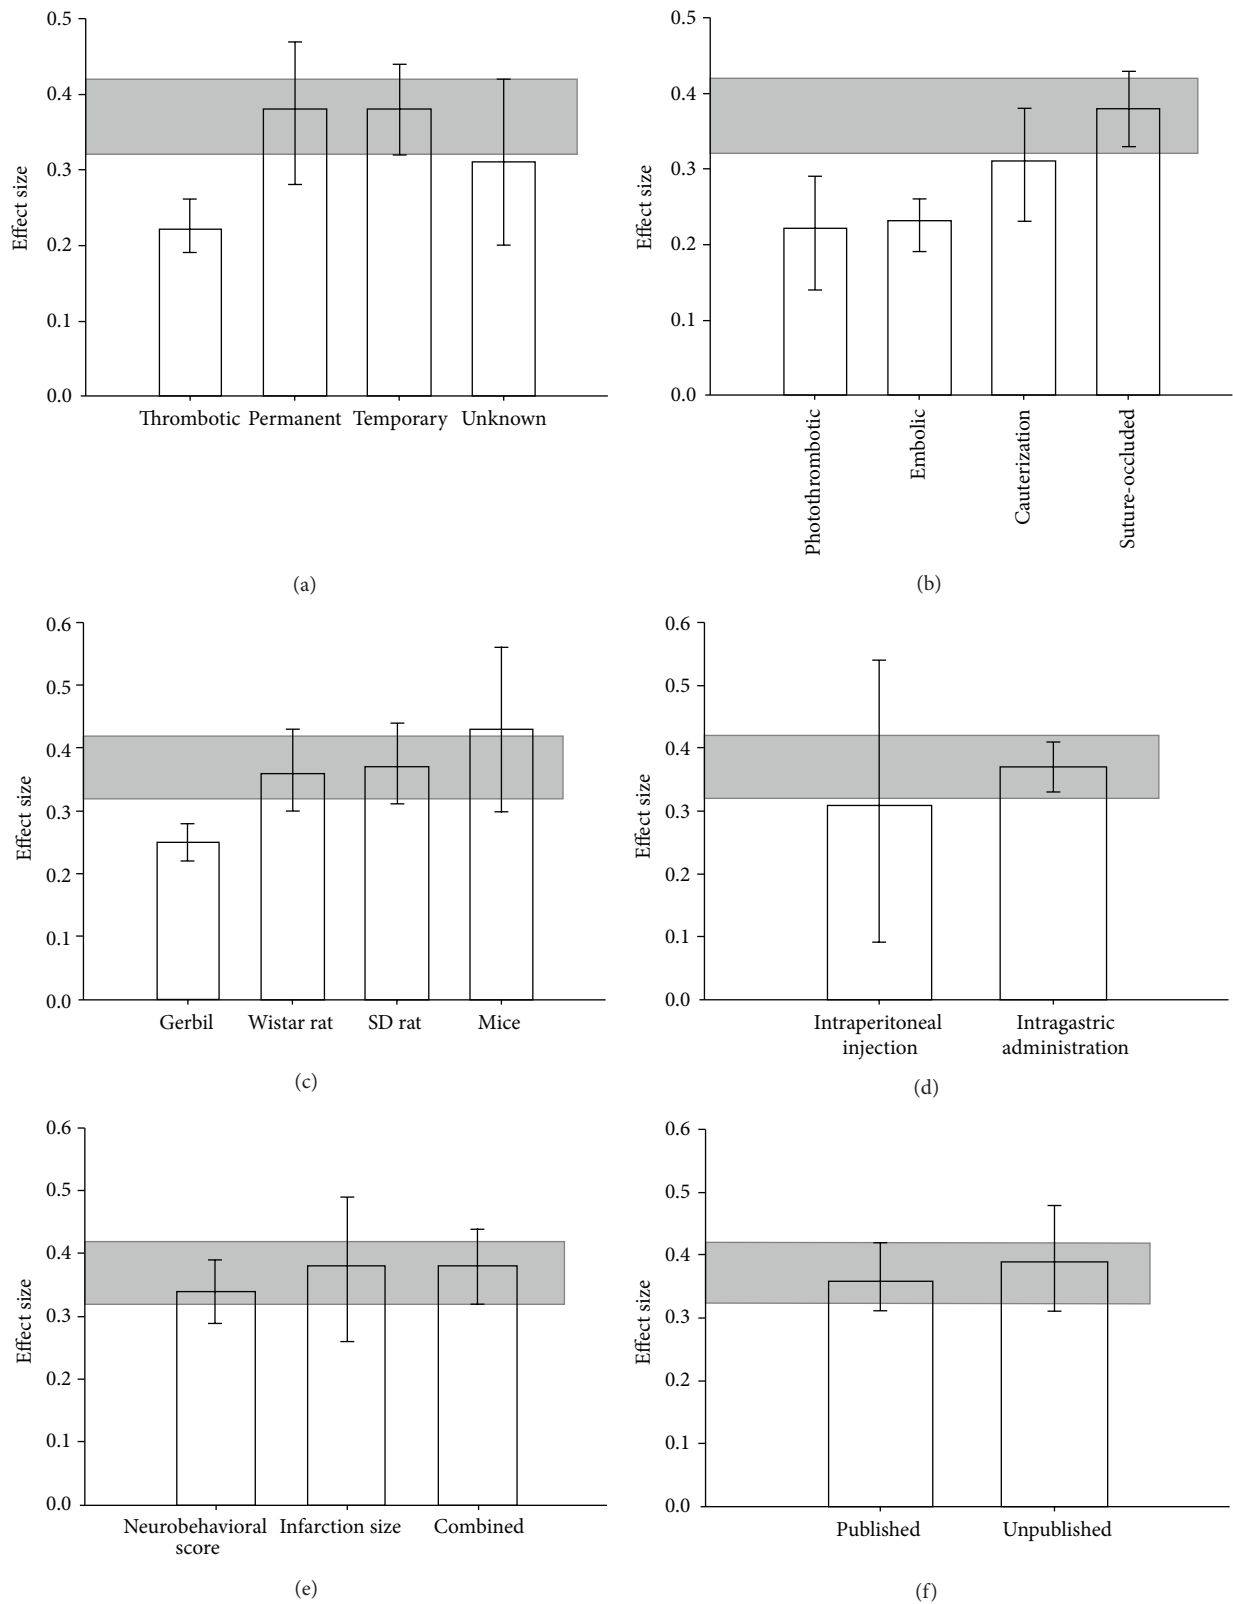 0.5
0.4
0.3
0.2
0.1
0.0
Effect size
Thrombotic Permanent Temporary Unknown
(a)
0.5
0.4
0.3
0.2
0.1
0.0
Effect size
Photothrombotic
Embolic
Cauterization
Suture-occluded
(b)
0.6
0.5
0.4
0.3
0.2
0.1
0.0
Effect size
Gerbil Wistar rat SD rat Mice
(c)
0.6
0.5
0.4
0.3
0.2
0.1
0.0
Effect size
Intraperitoneal
injection
Intragastric
administration
(d)
0.6
0.5
0.4
0.3
0.2
0.1
0.0
Effect size
Neurobehavioral
score
Infarction size
Combined
(e)
0.6
0.5
0.4
0.3
0.2
0.1
0.0
Effect size
Published Unpublished
(f)